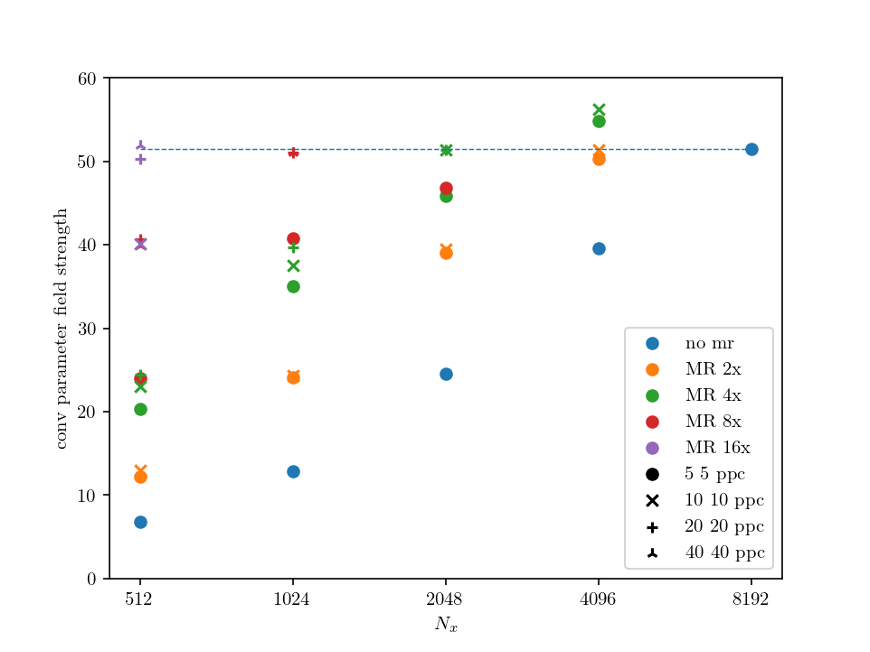 60
50
40
30
20
10
0
conv parameter field strength
512 1024 2048 4096 8192
N_x
no mr
MR 2x
MR 4x
MR 8x
MR 16x
5 5 ppc
10 10 ppc
20 20 ppc
40 40 ppc